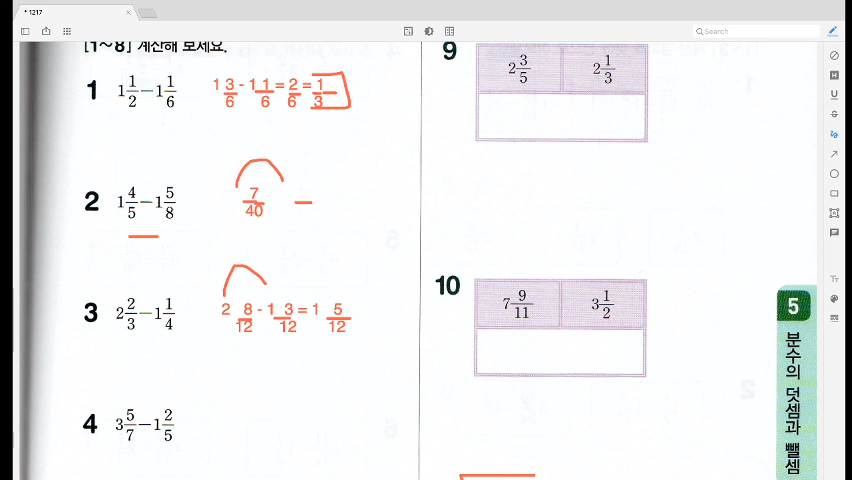 1217
Search
[1~8] 계산해 보세요.
1 1 1/2 - 1 1/6 1 3/6 - 1 1/6 = 2/6 = 1/3
2 1 4/5 - 1 5/8 7/40 -
3 2 2/3 - 1 1/4 2 8/12 - 1 3/12 = 1 5/12
4 3 5/7 - 1 2/5
9 2 3/5 2 1/3
10 7 9/11 3 1/2
5
분수의 덧셈과 뺄셈